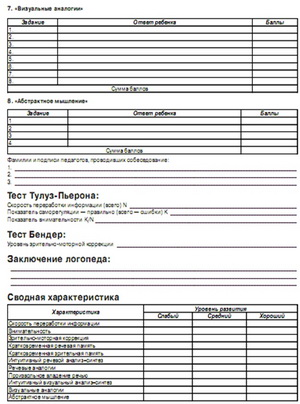 7. «Визуальные аналогии»
Задание Ответ ребенка Баллы
1
2
3
4
5
6
7
8
Сумма баллов
8. «Абстрактное мышление»
Задание Ответ ребенка Баллы
1
2
3
4
Сумма баллов
Фамилии и подписи педагогов, проводивших собеседование:
1.
2.
3.
Тест Тулуз-Пьерона:
Скорость переработки информации (всего) N
Показатель саморегуляции — правильно (всего — ошибки) K
Показатель внимательности K/N
Тест Бендер:
Уровень зрительно-моторной коррекции
Заключение логопеда:
Сводная характеристика
Характеристика Уровень развития
Слабый Средний Хороший
Скорость переработки информации
Внимательность
Зрительно-моторная коррекция
Кратковременная речевая память
Кратковременная зрительная память
Интуитивный речевой анализ-синтез
Речевые аналогии
Произвольное владение речью
Интуитивный визуальный анализ-синтез
Визуальные аналогии
Абстрактное мышление